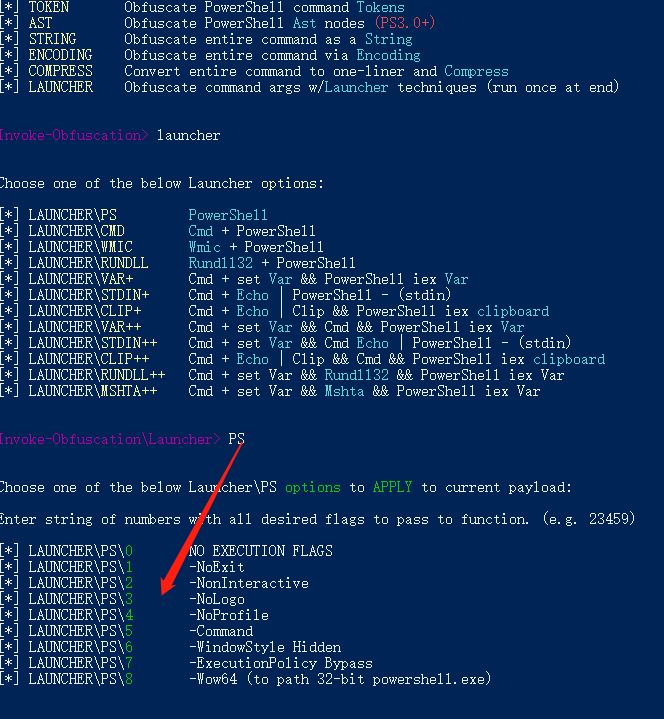 [*] TOKEN Obfuscate PowerShell command Tokens
[*] AST Obfuscate PowerShell Ast nodes (PS3.0+)
[*] STRING Obfuscate entire command as a String
[*] ENCODING Obfuscate entire command via Encoding
[*] COMPRESS Convert entire command to one-liner and Compress
[*] LAUNCHER Obfuscate command args w/Launcher techniques (run once at end)
Invoke-Obfuscation> launcher
Choose one of the below Launcher options:
[*] LAUNCHER\PS PowerShell
[*] LAUNCHER\CMD Cmd + PowerShell
[*] LAUNCHER\WMIC Wmic + PowerShell
[*] LAUNCHER\RUNDLL Rundll32 + PowerShell
[*] LAUNCHER\VAR+ Cmd + set Var && PowerShell iex Var
[*] LAUNCHER\STDIN+ Cmd + Echo | PowerShell - (stdin)
[*] LAUNCHER\CLIP+ Cmd + Echo | Clip && PowerShell iex clipboard
[*] LAUNCHER\VAR++ Cmd + set Var && Cmd && PowerShell iex Var
[*] LAUNCHER\STDIN++ Cmd + set Var && Cmd Echo | PowerShell - (stdin)
[*] LAUNCHER\CLIP++ Cmd + Echo | Clip && Cmd && PowerShell iex clipboard
[*] LAUNCHER\RUNDLL++ Cmd + set Var && Rundll32 && PowerShell iex Var
[*] LAUNCHER\MSHTA++ Cmd + set Var && Mshta && PowerShell iex Var
Invoke-Obfuscation\Launcher> PS
Choose one of the below Launcher\PS options to APPLY to current payload:
Enter string of numbers with all desired flags to pass to function. (e.g. 23459)
[*] LAUNCHER\PS\0 NO EXECUTION FLAGS
[*] LAUNCHER\PS\1 -NoExit
[*] LAUNCHER\PS\2 -NonInteractive
[*] LAUNCHER\PS\3 -NoLogo
[*] LAUNCHER\PS\4 -NoProfile
[*] LAUNCHER\PS\5 -Command
[*] LAUNCHER\PS\6 -WindowStyle Hidden
[*] LAUNCHER\PS\7 -ExecutionPolicy Bypass
[*] LAUNCHER\PS\8 -Wow64 (to path 32-bit powershell.exe)